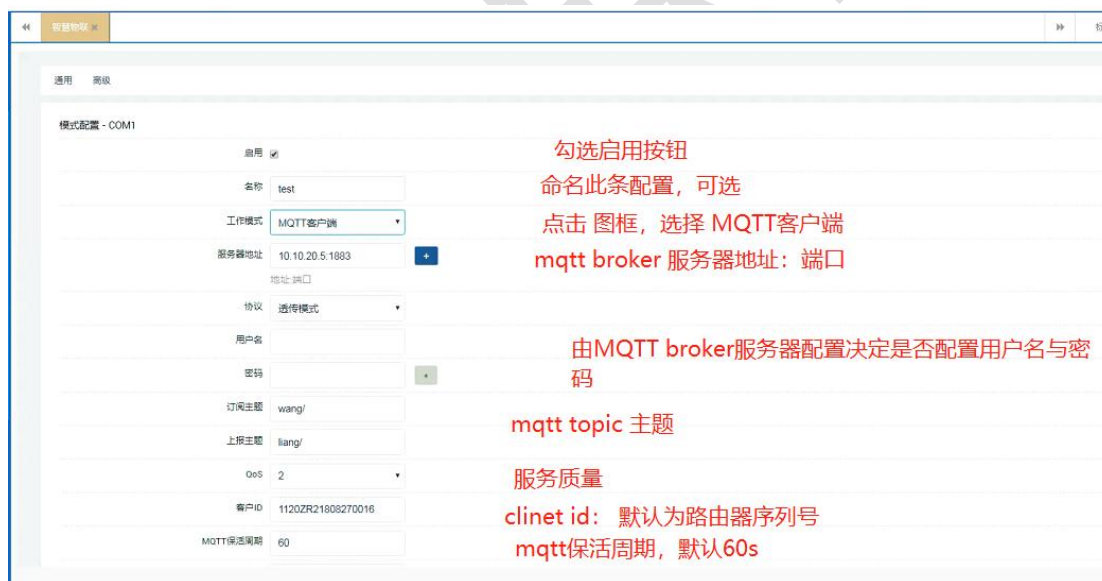 智慧物联 ×
标
通用 高级
模式配置 - COM1
启用 勾选启用按钮
名称 test 命名此条配置，可选
工作模式 MQTT客户端 点击 图框，选择 MQTT客户端
服务器地址 10.10.20.5:1883 + mqtt broker 服务器地址：端口
地址:端口
协议 透传模式
用户名
由MQTT broker服务器配置决定是否配置用户名与密
码
密码
订阅主题 wang/
mqtt topic 主题
上报主题 liang/
QoS 2 服务质量
客户ID 1120ZR21808270016 clinet id： 默认为路由器序列号
MQTT保活周期 60 mqtt保活周期，默认60s